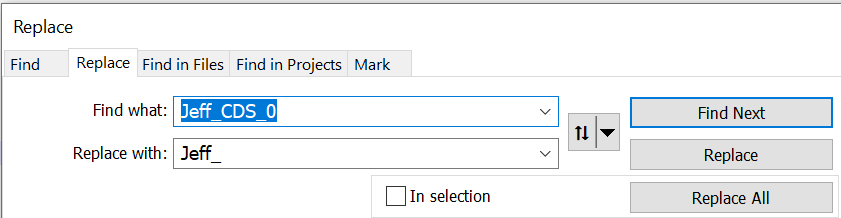 Replace
Find Replace Find in Files Find in Projects Mark
Find what: Jeff_CDS_0 Find Next
Replace with: Jeff_ Replace
In selection Replace All